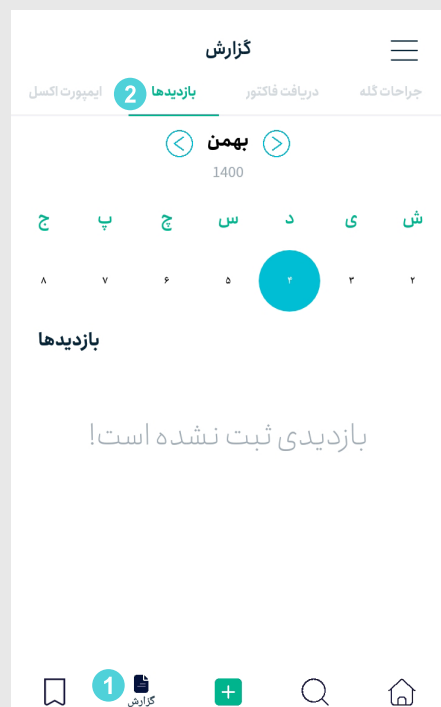 گزارش
جراحات گله دریافت فاکتور بازدیدها 2 ایمپورت اکسل
بهمن
1400
ش ی د س چ پ ج
۲ ۳ ۴ ۵ ۶ ۷ ۸
بازدیدها
بازدیدی ثبت نشده است!
1
گزارش